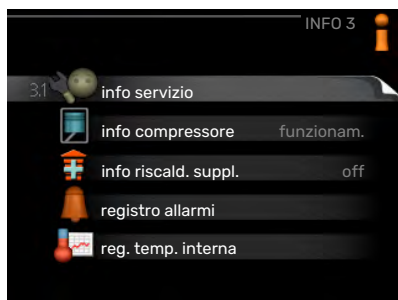 INFO 3
3.1 info servizio
info compressore funzionam.
info riscald. suppl. off
registro allarmi
reg. temp. interna